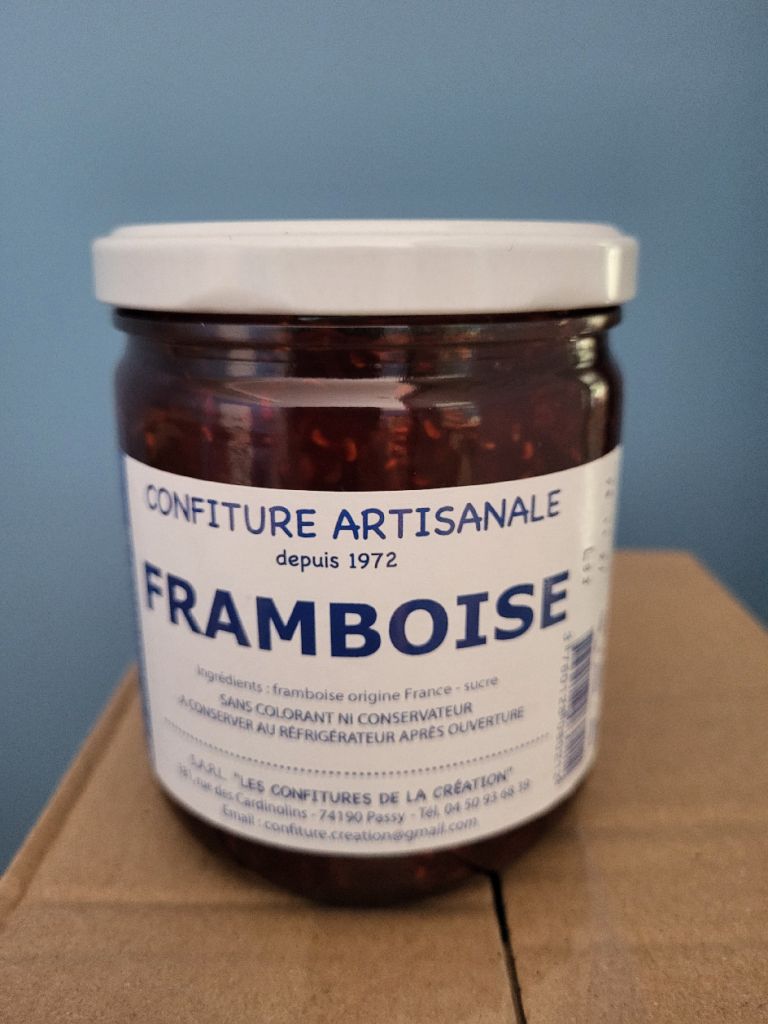 CONFITURE ARTISANALE
depuis 1972
FRAMBOISE
Ingrédients : framboise origine France - sucre
SANS COLORANT NI CONSERVATEUR
A CONSERVER AU RÉFRIGÉRATEUR APRÈS OUVERTURE
S.A.R.L. "LES CONFITURES DE LA CRÉATION"
rue des Cardinolins - 74190 Passy - Tél. 04 50 93 68 39
Email : confiture.creation@gmail.com